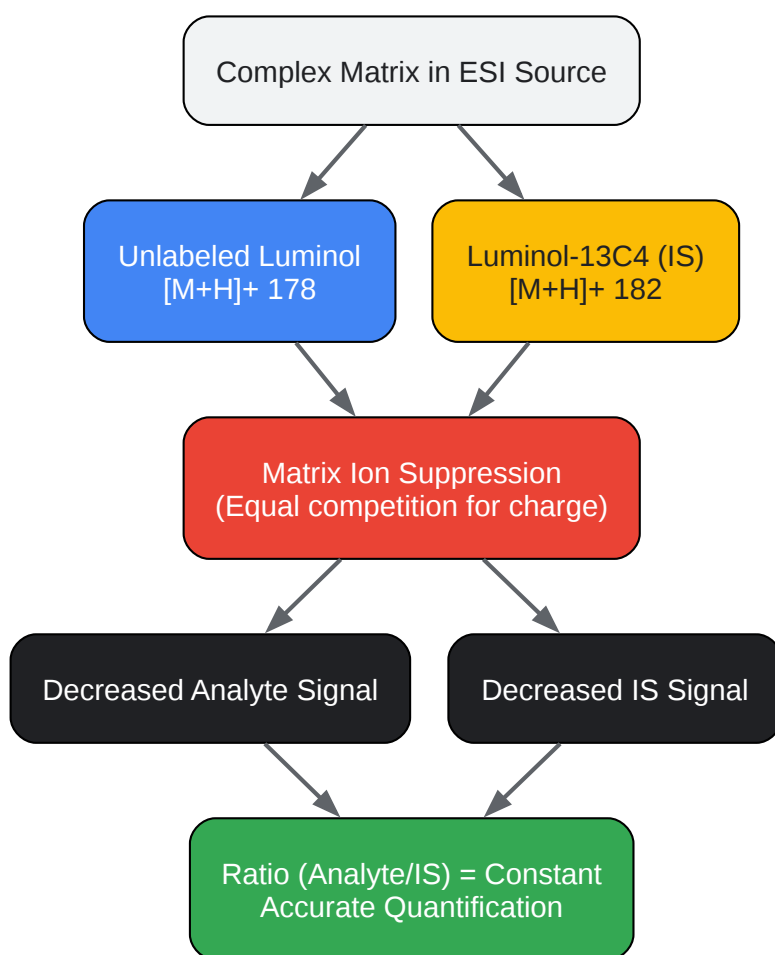 Complex Matrix in ESI Source
Unlabeled Luminol
[M+H]+ 178
Luminol-13C4 (IS)
[M+H]+ 182
Matrix Ion Suppression
(Equal competition for charge)
Decreased Analyte Signal
Decreased IS Signal
Ratio (Analyte/IS) = Constant
Accurate Quantification